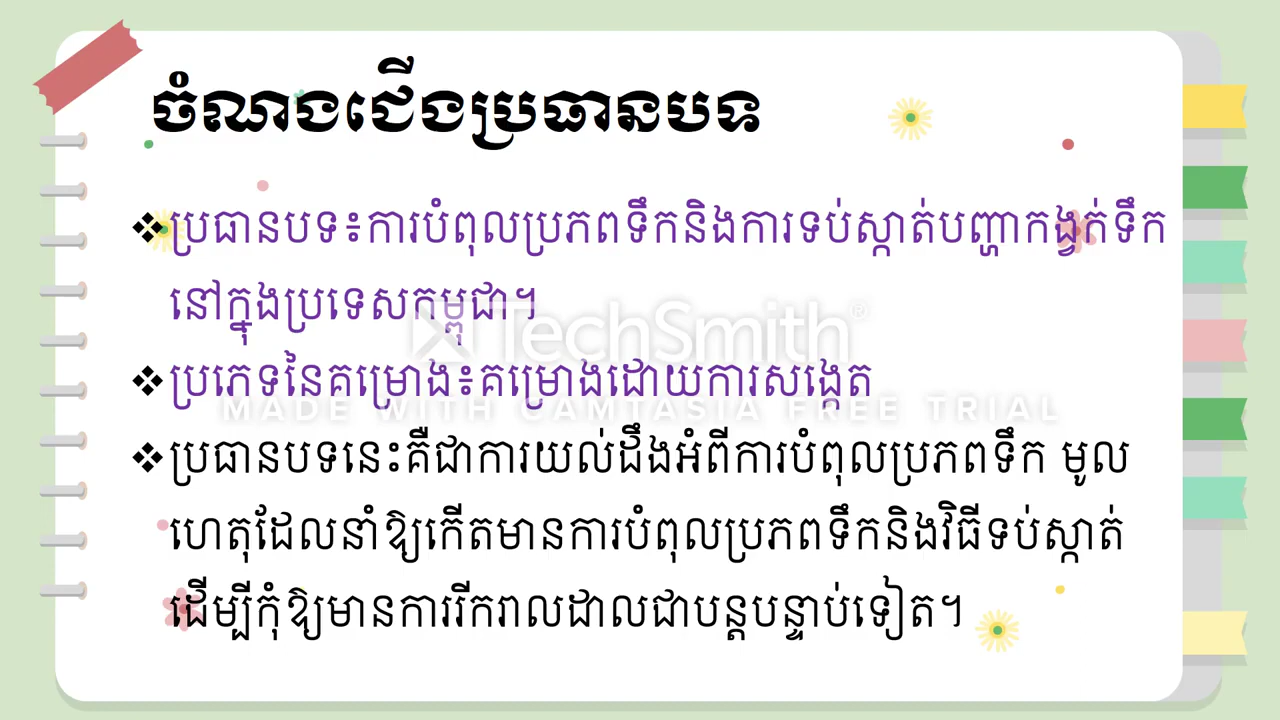 ចំណងជើងប្រធានបទ
❖ប្រធានបទ៖ការបំពុលប្រភពទឹកនិងការទប់ស្កាត់បញ្ហាកង្វក់ទឹក
នៅក្នុងប្រទេសកម្ពុជា។
TechSmith®
❖ប្រភេទនៃគម្រោង៖គម្រោងដោយការសង្កេត
MADE WITH CAMTASIA FREE TRIAL
❖ប្រធានបទនេះគឺជាការយល់ដឹងអំពីការបំពុលប្រភពទឹក មូល
ហេតុដែលនាំឱ្យកើតមានការបំពុលប្រភពទឹកនិងវិធីទប់ស្កាត់
ដើម្បីកុំឱ្យមានការរីករាលដាលជាបន្តបន្ទាប់ទៀត។